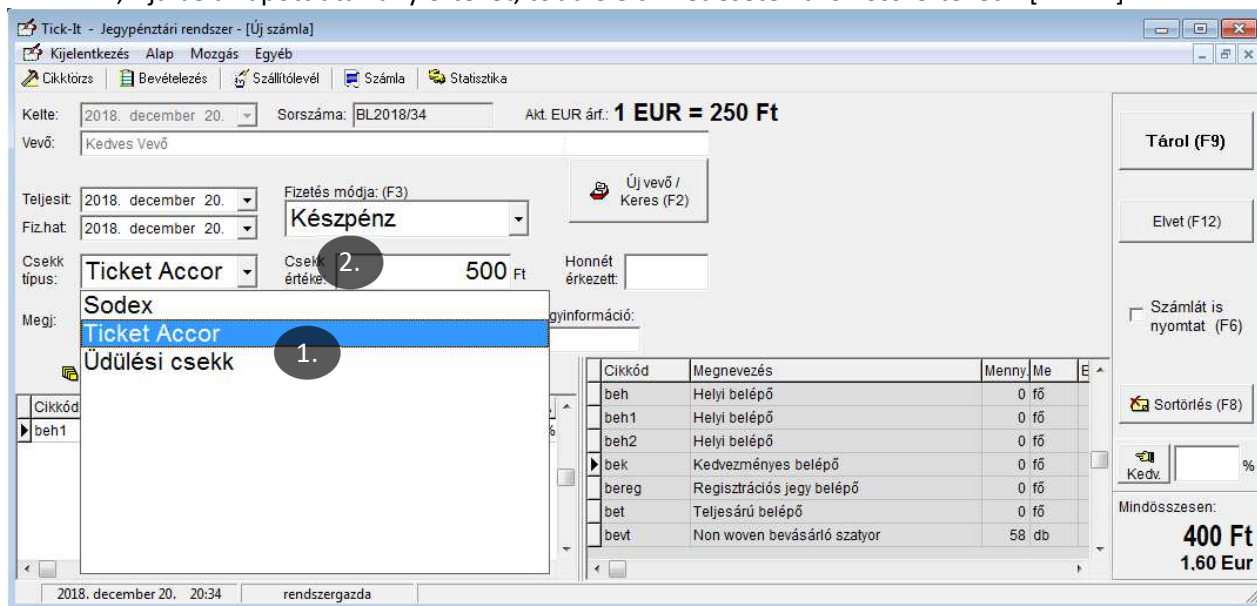 Tick-It - Jegypénztári rendszer - [Új számla]
Kijelentkezés Alap Mozgás Egyéb
Cikktörzs Bevételezés Szállítólevél Számla Statisztika
Kelte: 2018. december 20. Sorszáma: BL2018/34 Akt. EUR árf.: 1 EUR = 250 Ft
Vevő: Kedves Vevő
Tárol (F9)
Új vevő /
Keres (F2)
Teljesit: 2018. december 20. Fizetés módja: (F3)
Fiz.hat: 2018. december 20. Készpénz
Elvet (F12)
Csekk
típus: Ticket Accor
Csekk
értéke: 500 Ft
2.
Honnét
érkezett:
Sodex
Ticket Accor
Üdülési csekk
1.
Megj:
Számlát is
nyomtat (F6)
Cikkód Megnevezés Menny. Me
beh Helyi belépő 0 fő
beh1 Helyi belépő 0 fő
beh2 Helyi belépő 0 fő
bek Kedvezményes belépő 0 fő
bereg Regisztrációs jegy belépő 0 fő
bet Teljesárú belépő 0 fő
bevt Non woven bevásárló szatyor 58 db
Cikkód
beh1
Sortörlés (F8)
Kedv. %
Mindösszesen:
400 Ft
1,60 Eur
2018. december 20. 20:34 rendszergazda